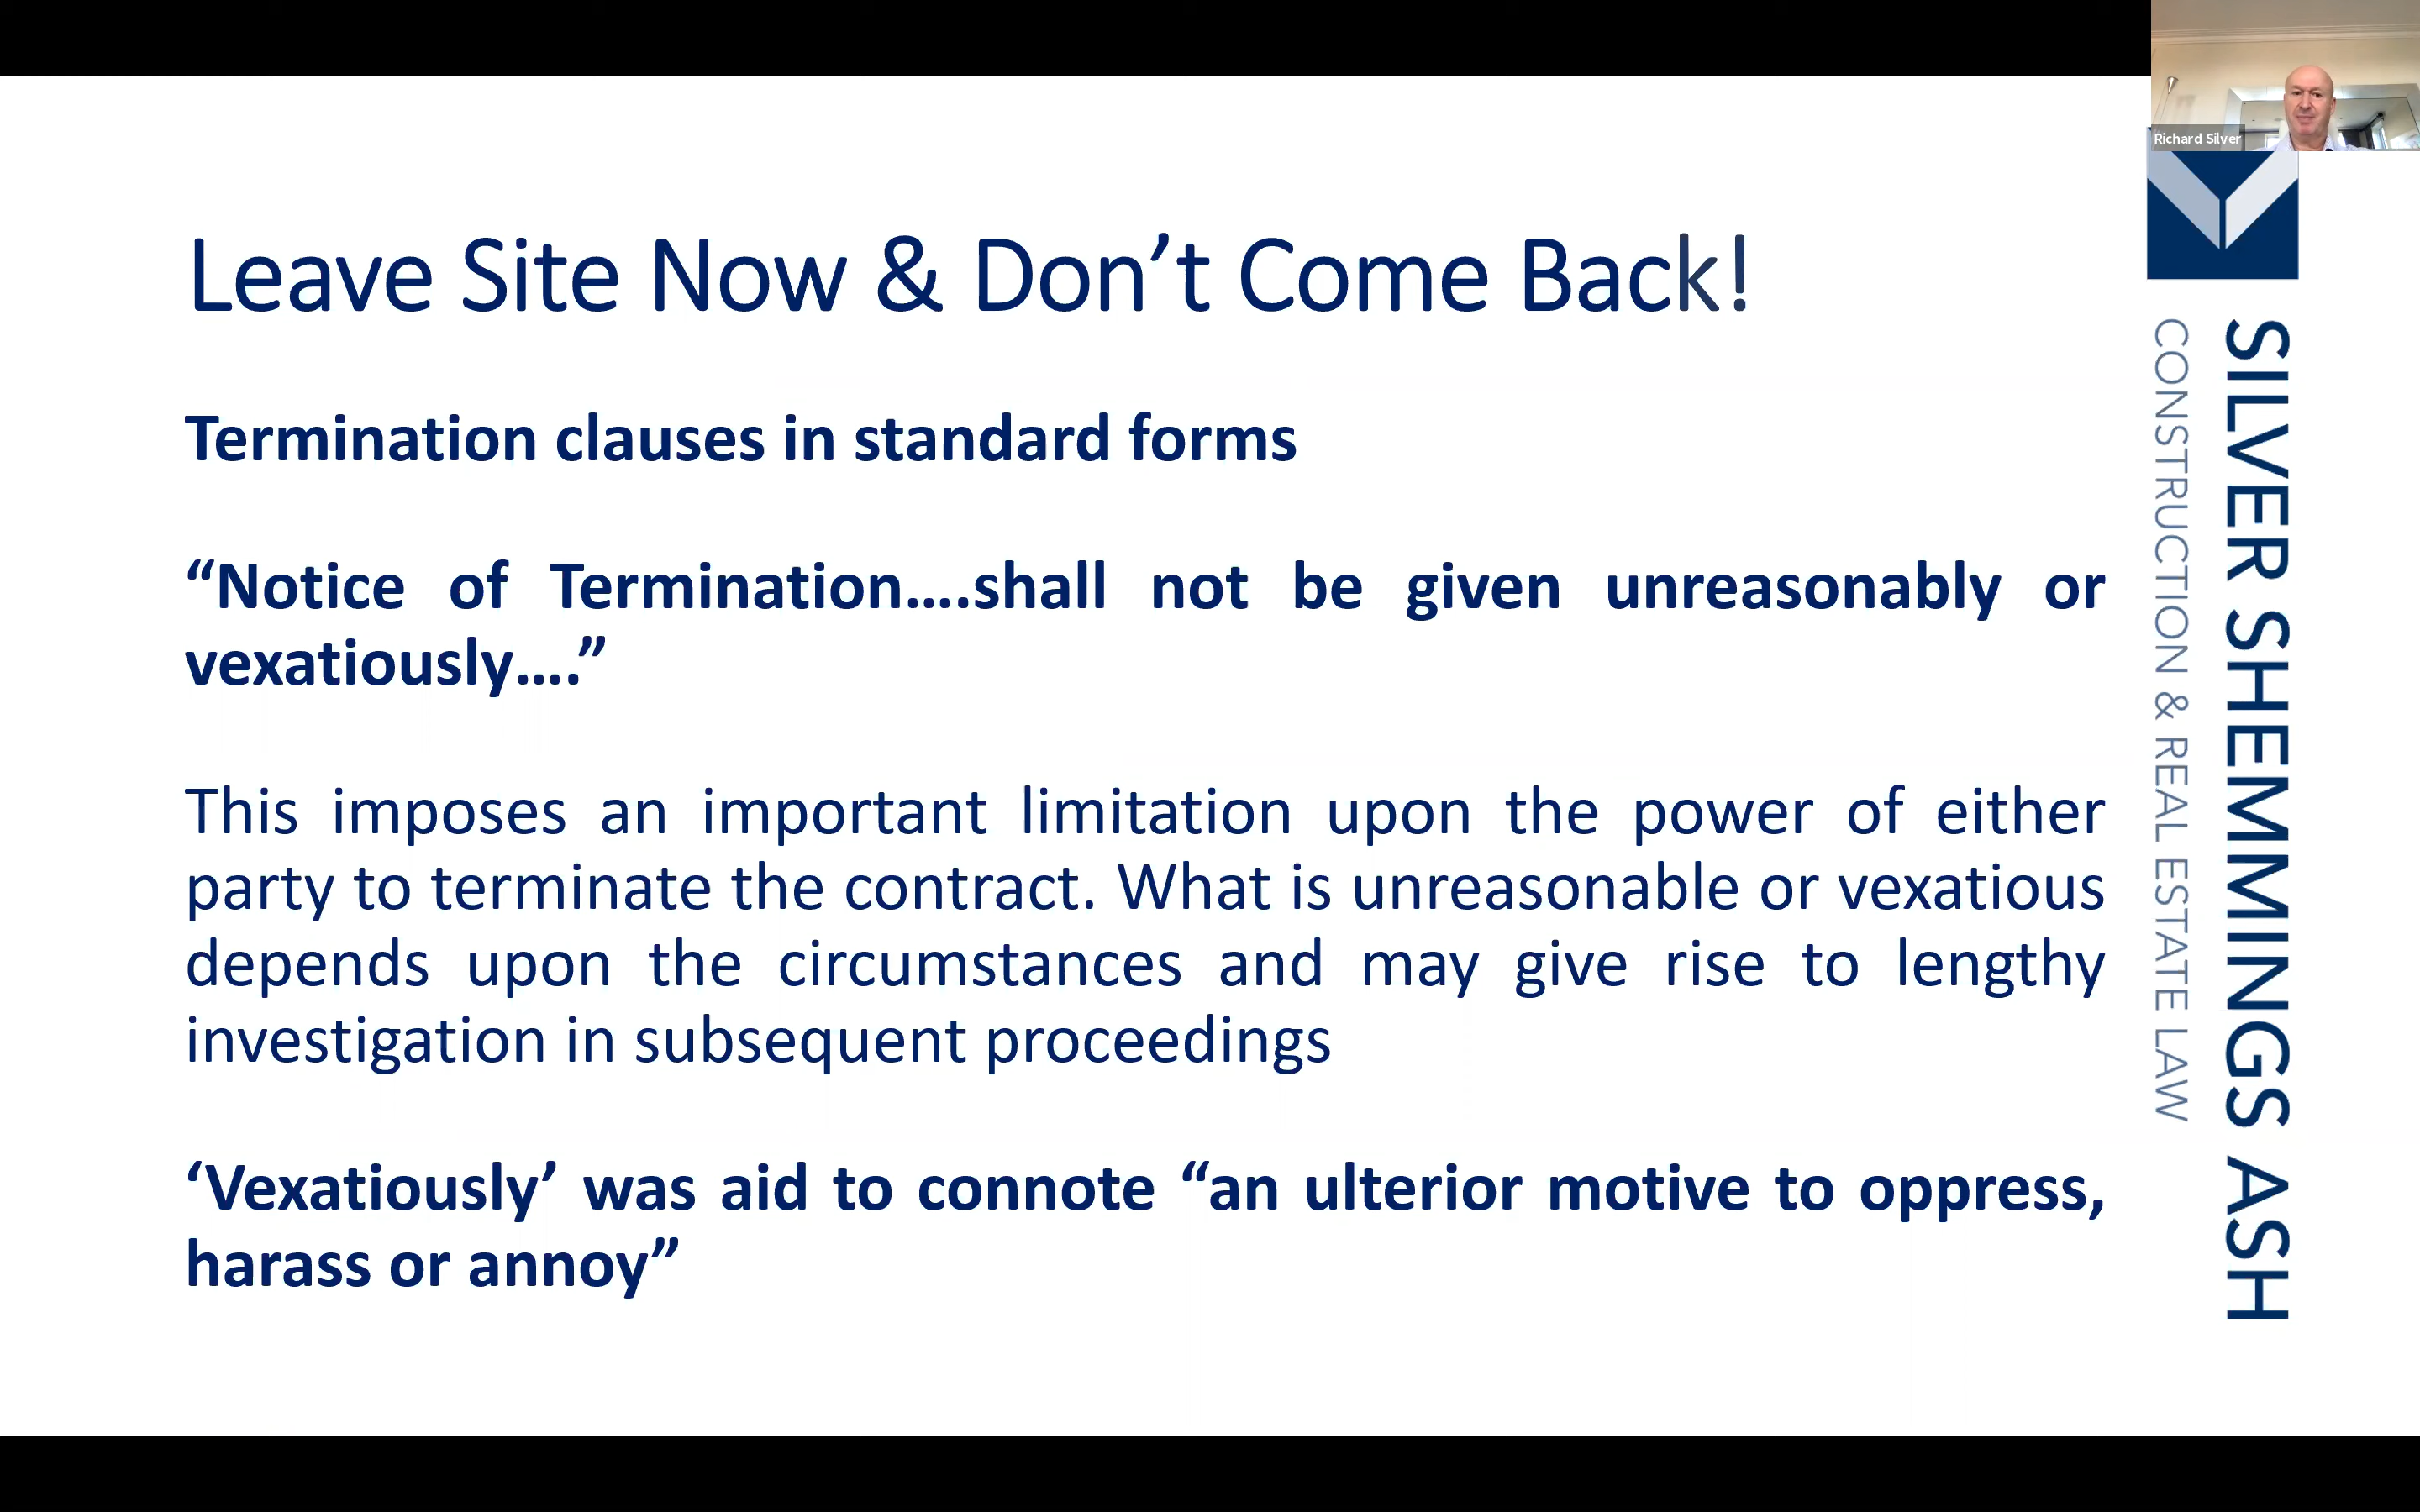 Richard Silver
Leave Site Now & Don’t Come Back!
Termination clauses in standard forms
“Notice of Termination….shall not be given unreasonably or
vexatiously….”
This imposes an important limitation upon the power of either
party to terminate the contract. What is unreasonable or vexatious
depends upon the circumstances and may give rise to lengthy
investigation in subsequent proceedings
‘Vexatiously’ was aid to connote “an ulterior motive to oppress,
harass or annoy”
SILVER SHEMMINGS ASH
CONSTRUCTION & REAL ESTATE LAW